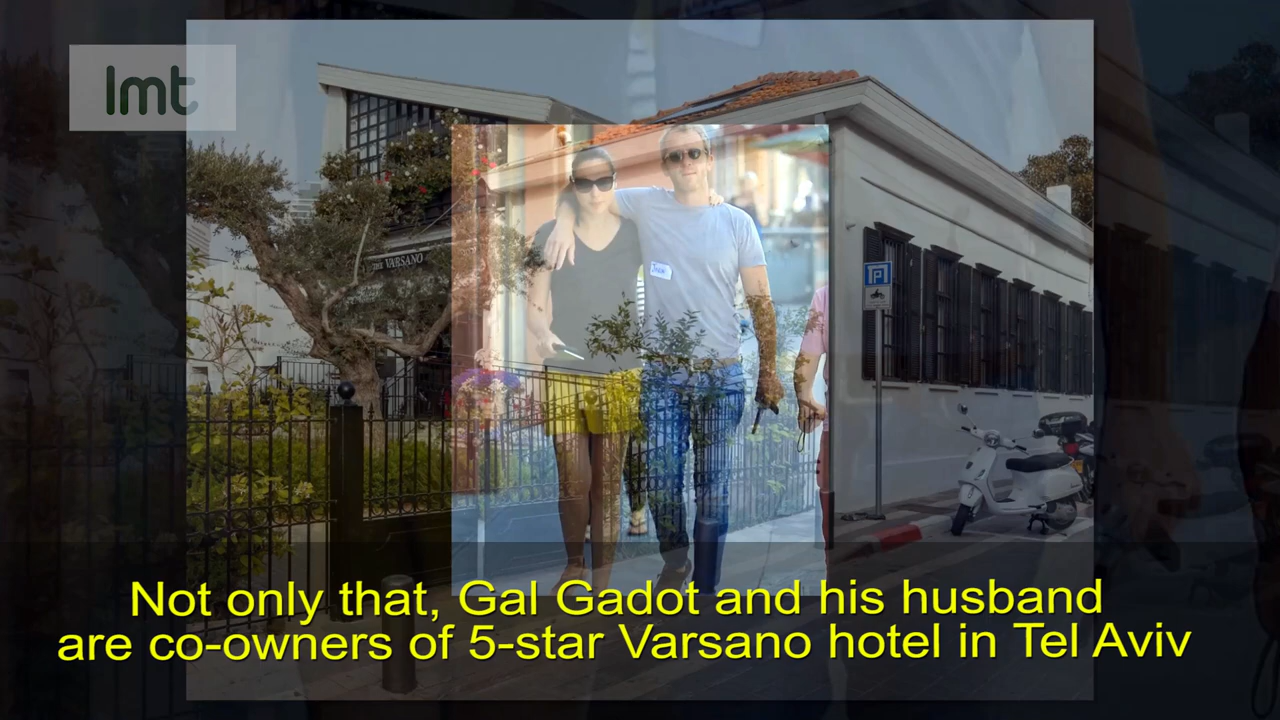 lmt
THE VARSANO
P
Not only that, Gal Gadot and his husband
are co-owners of 5-star Varsano hotel in Tel Aviv